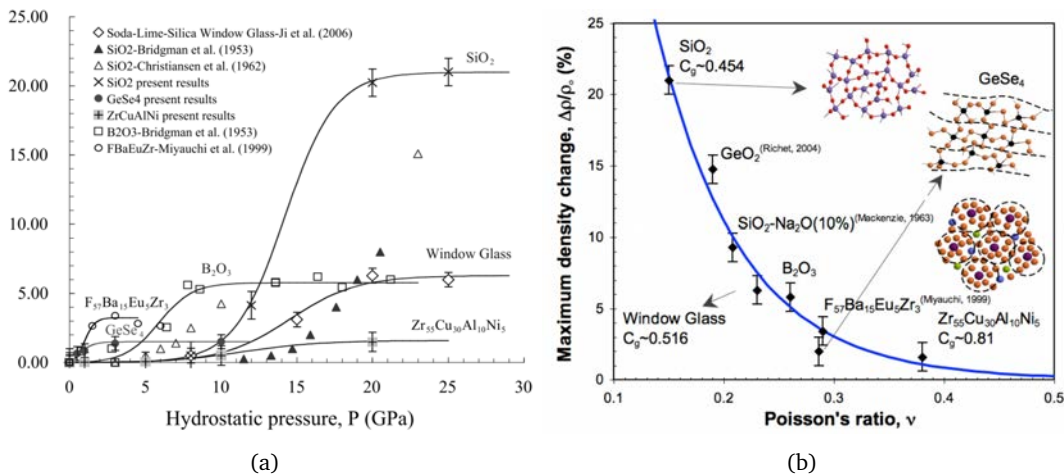 25.00
20.00
15.00
10.00
5.00
0.00
◇ Soda-Lime-Silica Window Glass-Ji et al. (2006)
▲ SiO2-Bridgman et al. (1953)
△ SiO2-Christiansen et al. (1962)
× SiO2 present results
● GeSe4 present results
+ ZrCuAlNi present results
□ B2O3-Bridgman et al. (1953)
○ FBaEuZr-Miyauchi et al. (1999)
SiO₂
Window Glass
B₂O₃
F₅₇Ba₁₅Eu₅Zr₃
GeSe₄
Zr₅₅Cu₃₀Al₁₀Ni₅
0 5 10 15 20 25 30
Hydrostatic pressure, P (GPa)
(a)
Maximum density change, Δρ/ρ₀ (%)
25
20
15
10
5
0
SiO₂
C_g~0.454
GeSe₄
GeO₂(Richet, 2004)
SiO₂-Na₂O(10%)(Mackenzie, 1963)
B₂O₃
F₅₇Ba₁₅Eu₅Zr₃(Miyauchi, 1999)
Window Glass
C_g~0.516
Zr₅₅Cu₃₀Al₁₀Ni₅
C_g~0.81
0.1 0.2 0.3 0.4 0.5
Poisson's ratio, ν
(b)